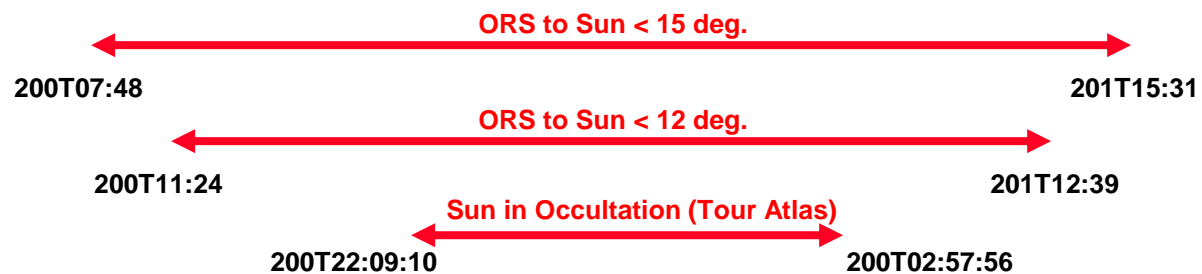 ORS to Sun < 15 deg.
200T07:48 201T15:31
ORS to Sun < 12 deg.
200T11:24 201T12:39
Sun in Occultation (Tour Atlas)
200T22:09:10 200T02:57:56